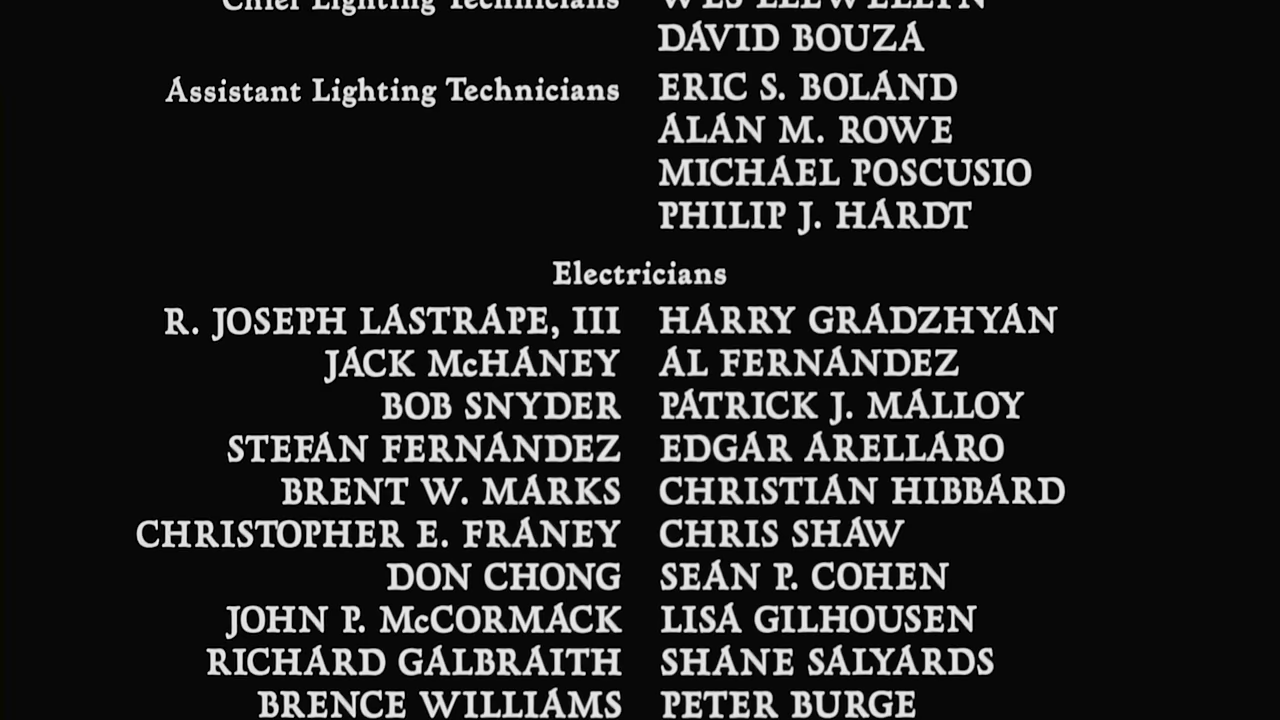 Chief Lighting Technicians WES LLEWELLYN
DAVID BOUZA
Assistant Lighting Technicians ERIC S. BOLAND
ALAN M. ROWE
MICHAEL POSCUSIO
PHILIP J. HARDT
Electricians
R. JOSEPH LASTRAPE, III HARRY GRADZHYAN
JACK McHANEY AL FERNANDEZ
BOB SNYDER PATRICK J. MALLOY
STEFAN FERNANDEZ EDGAR ARELLARO
BRENT W. MARKS CHRISTIAN HIBBARD
CHRISTOPHER E. FRANEY CHRIS SHAW
DON CHONG SEAN P. COHEN
JOHN P. McCORMACK LISA GILHOUSEN
RICHARD GALBRAITH SHANE SALYARDS
BRENCE WILLIAMS PETER BURGE